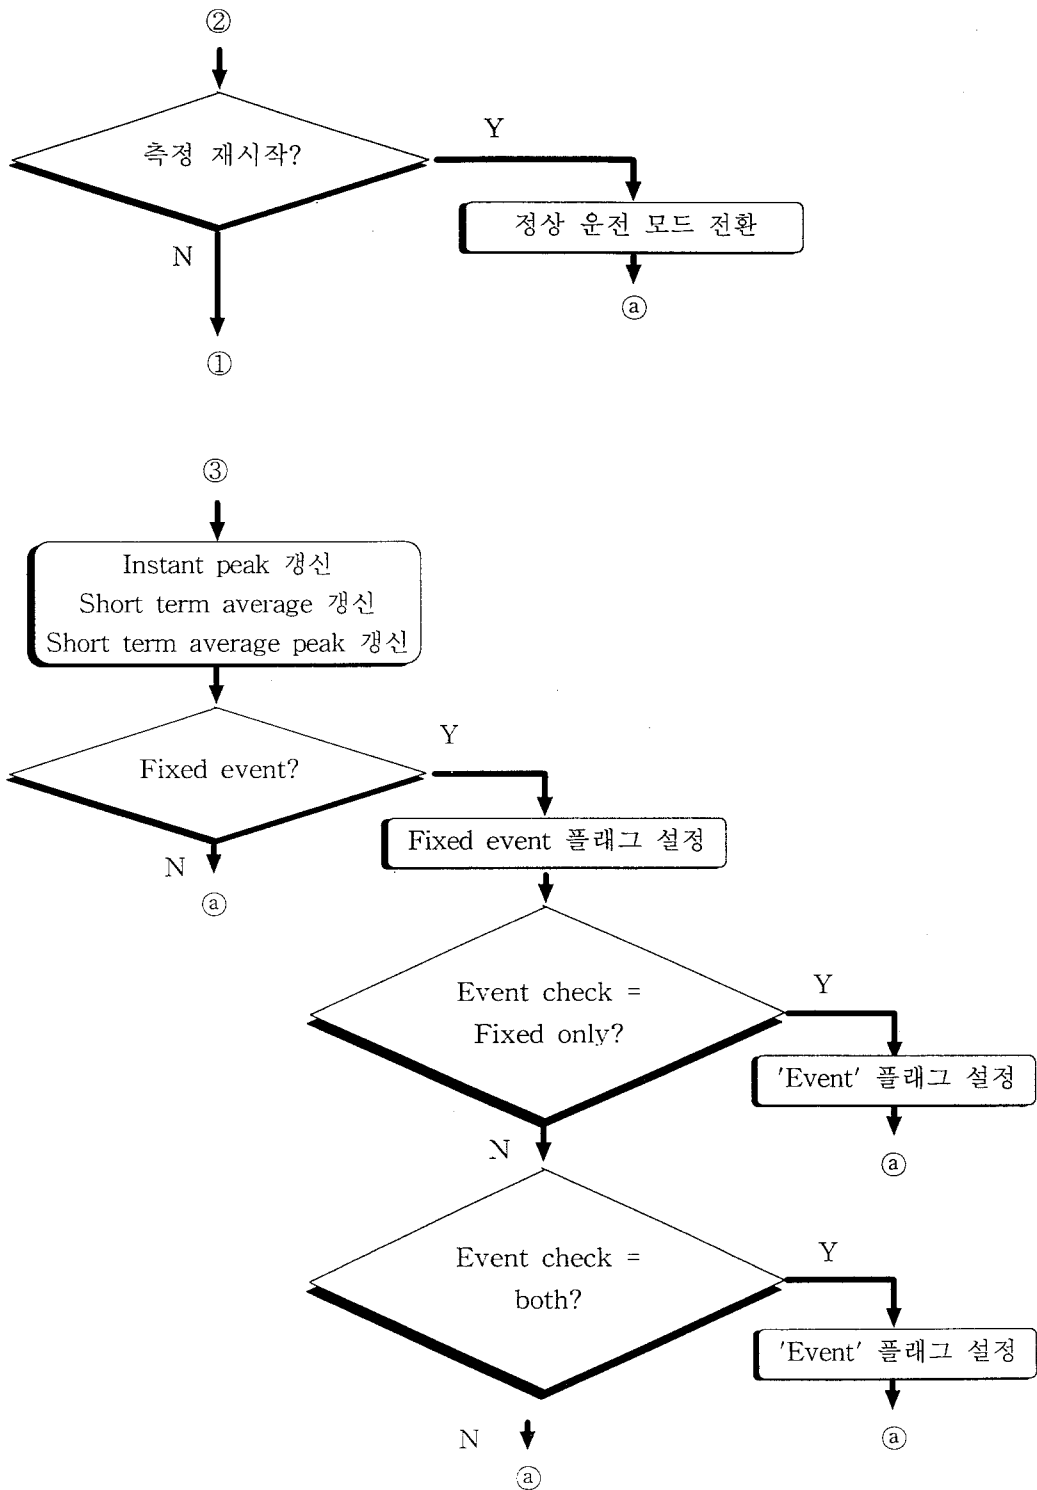 ②
측정 재시작?
Y
정상 운전 모드 전환
N
ⓐ
①
③
Instant peak 갱신
Short term average 갱신
Short term average peak 갱신
Y
Fixed event?
Fixed event 플래그 설정
N
ⓐ
Y
Event check =
Fixed only?
'Event' 플래그 설정
N
ⓐ
Y
Event check =
both?
'Event' 플래그 설정
ⓐ
N
ⓐ